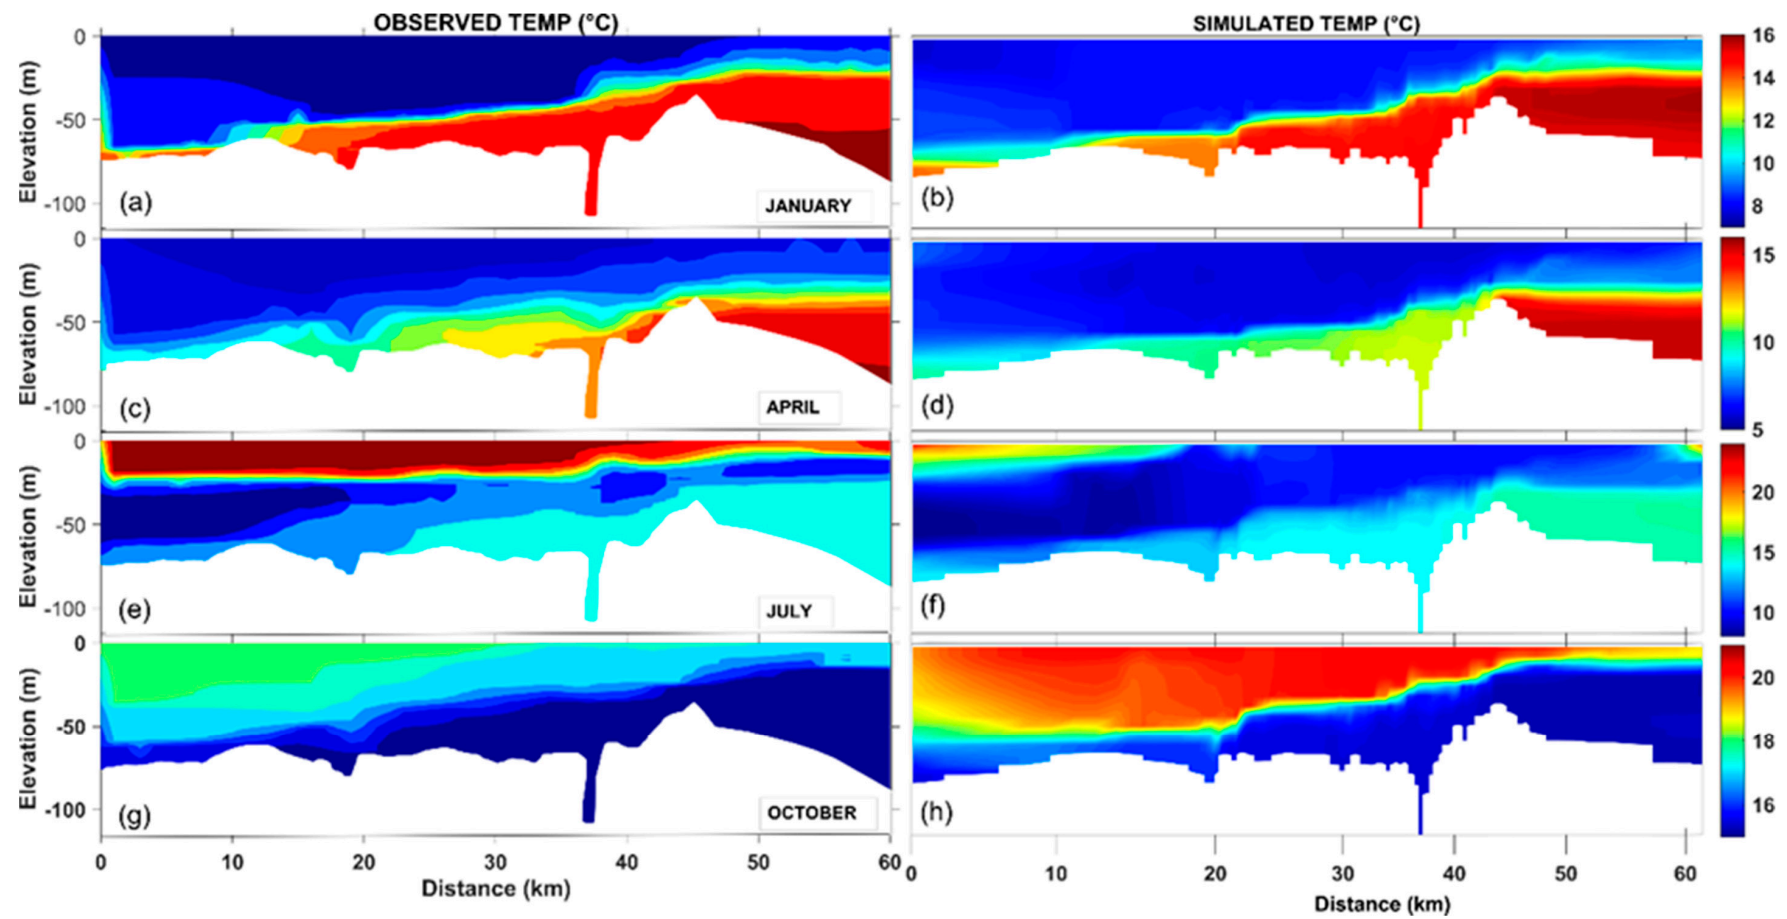 OBSERVED TEMP (°C)
SIMULATED TEMP (°C)
0
-50
-100
Elevation (m)
(a)
JANUARY
(b)
16
14
12
10
8
0
-50
-100
Elevation (m)
(c)
APRIL
(d)
15
10
5
0
-50
-100
Elevation (m)
(e)
JULY
(f)
20
15
10
0
-50
-100
Elevation (m)
(g)
OCTOBER
(h)
20
18
16
0 10 20 30 40 50 60
Distance (km)
0 10 20 30 40 50 60
Distance (km)